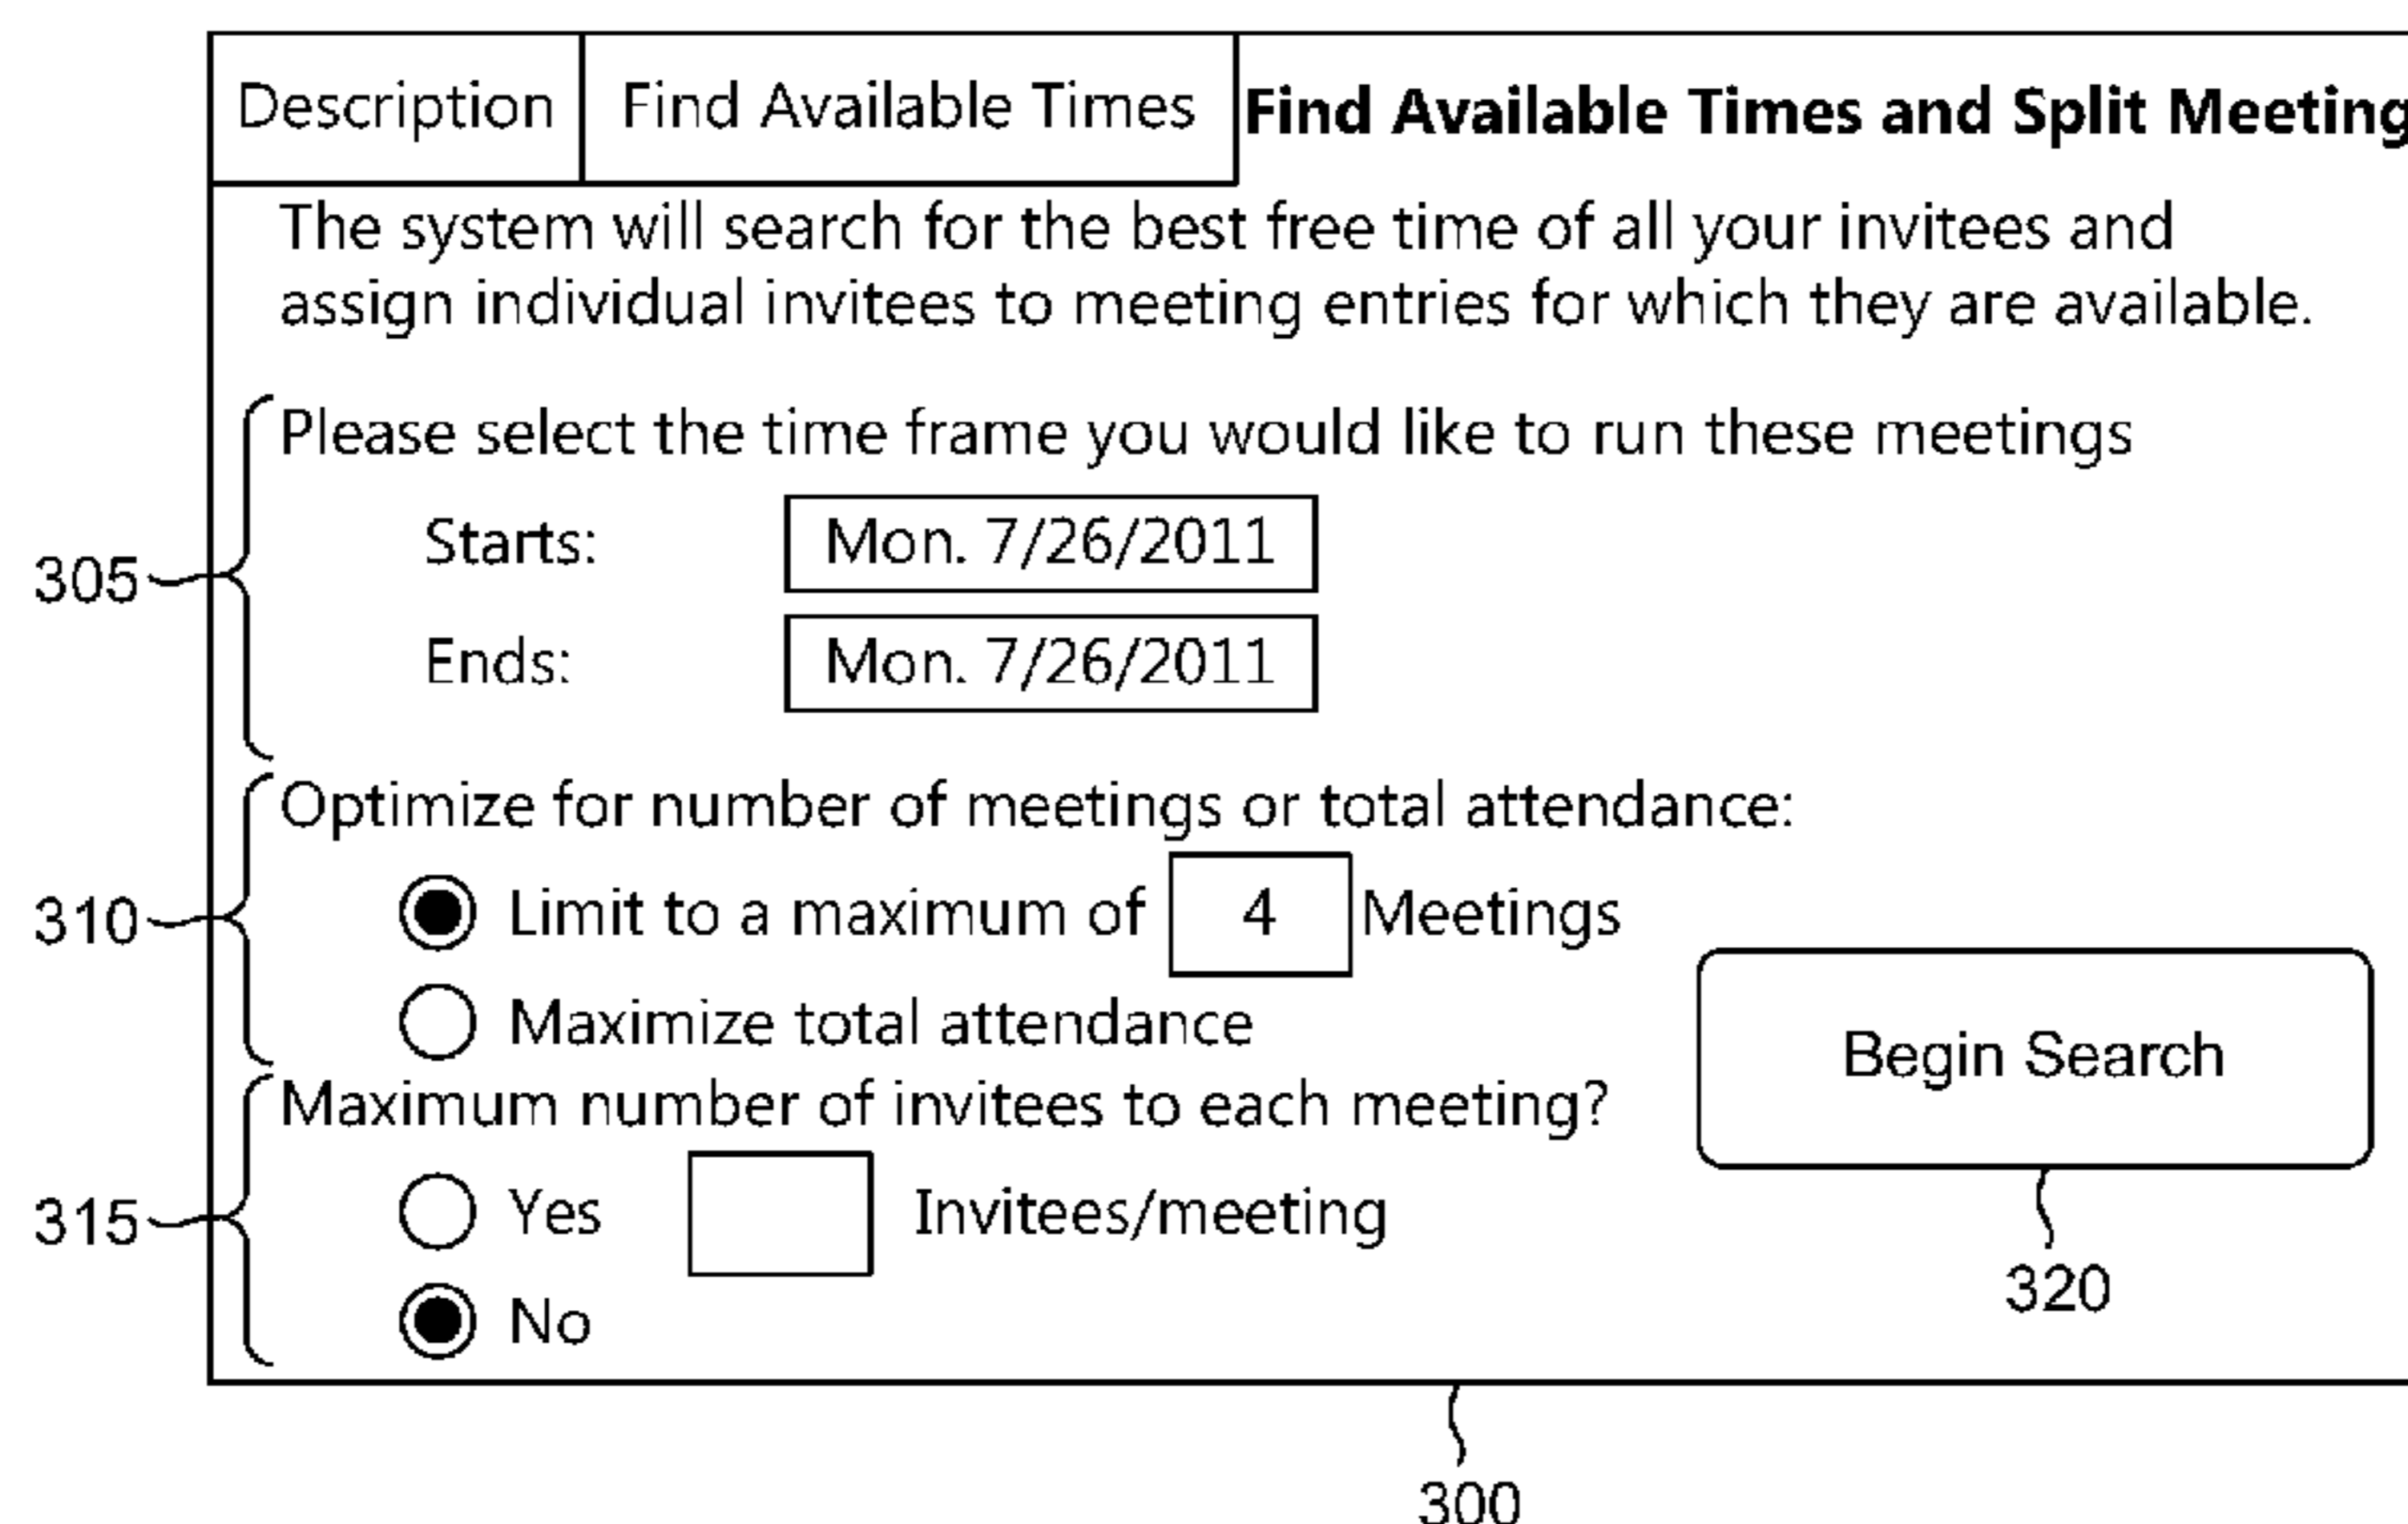 Description Find Available Times Find Available Times and Split Meeting
The system will search for the best free time of all your invitees and
assign individual invitees to meeting entries for which they are available.
Please select the time frame you would like to run these meetings
Starts: Mon. 7/26/2011
305
Ends: Mon. 7/26/2011
Optimize for number of meetings or total attendance:
310 Limit to a maximum of 4 Meetings
Maximize total attendance
Begin Search
Maximum number of invitees to each meeting?
315 Yes Invitees/meeting
320
No
300